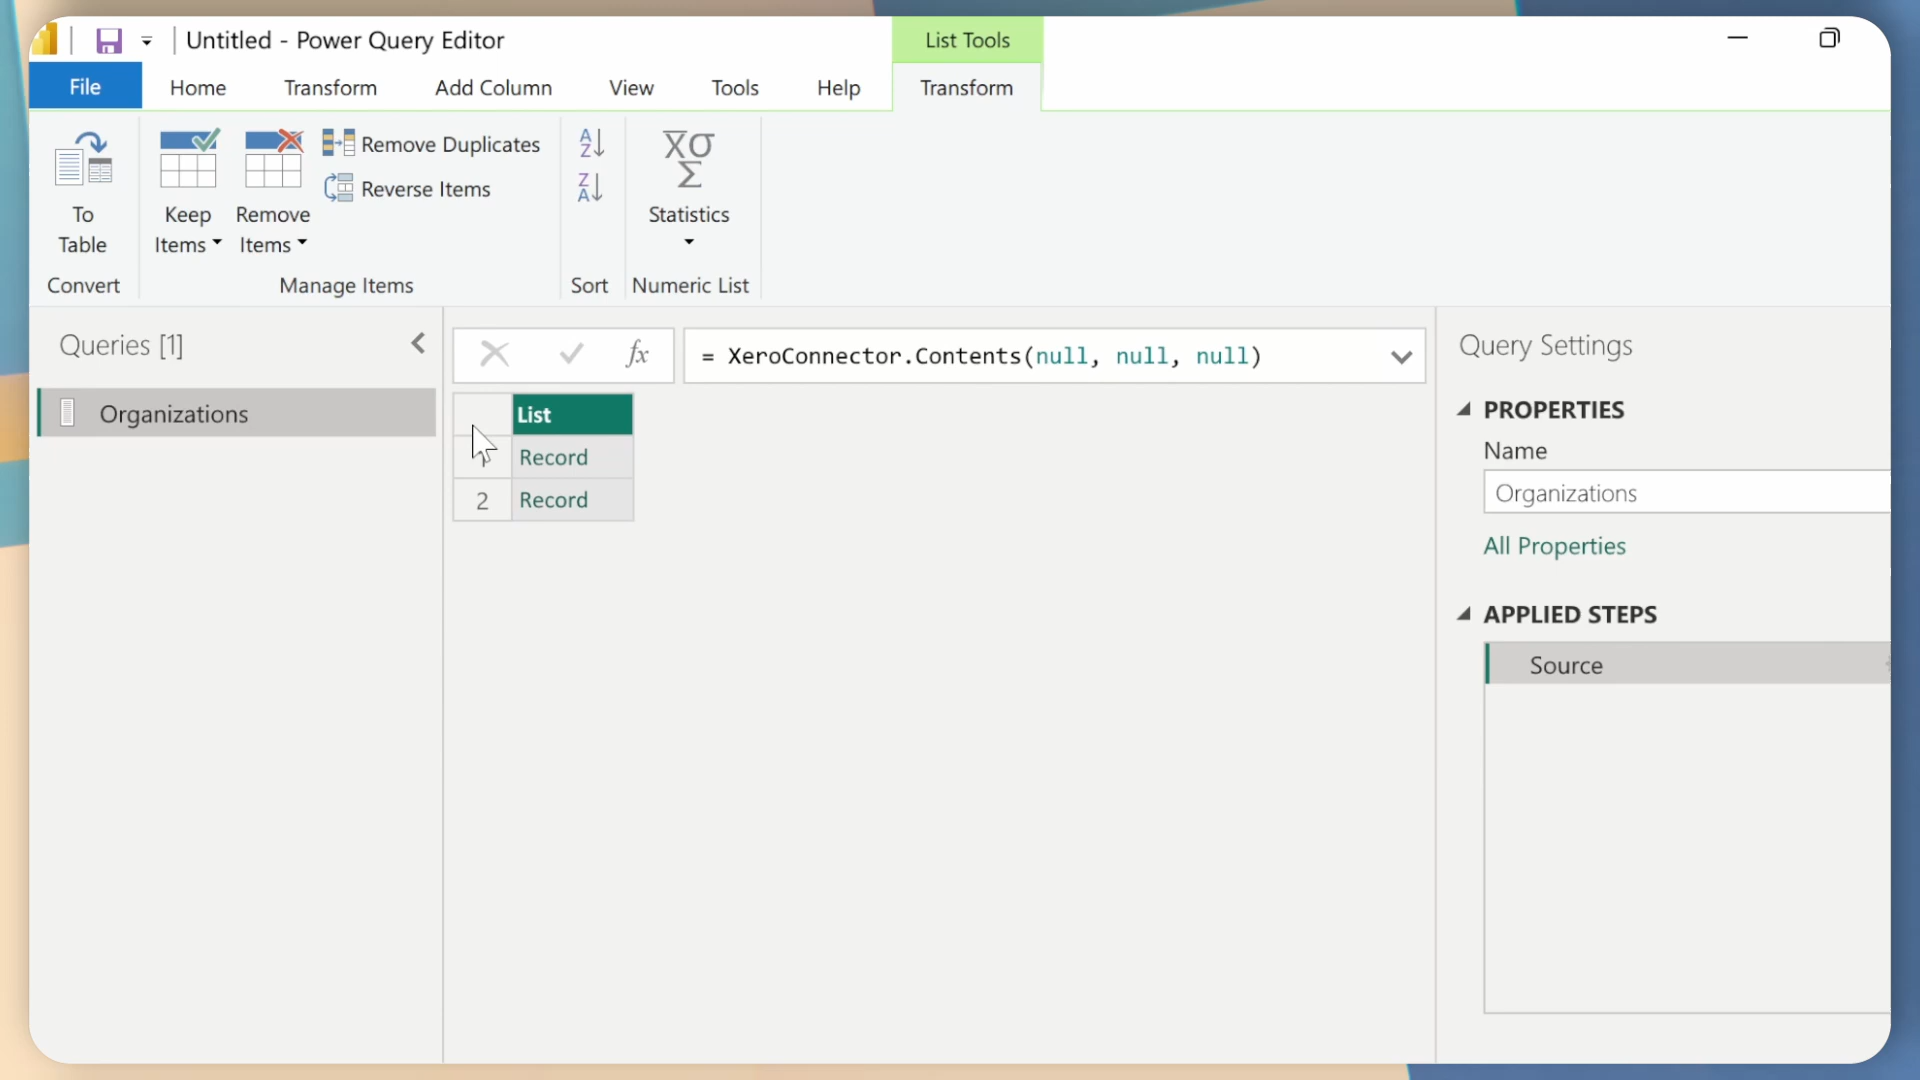 Untitled - Power Query Editor
List Tools
File
Home
Transform
Add Column
View
Tools
Help
Transform
To
Table
Keep
Items
Remove
Items
Remove Duplicates
Reverse Items
Statistics
Convert
Manage Items
Sort
Numeric List
Queries [1]
Organizations
fx
= XeroConnector.Contents(null, null, null)
List
Record
2 Record
Query Settings
PROPERTIES
Name
Organizations
All Properties
APPLIED STEPS
Source